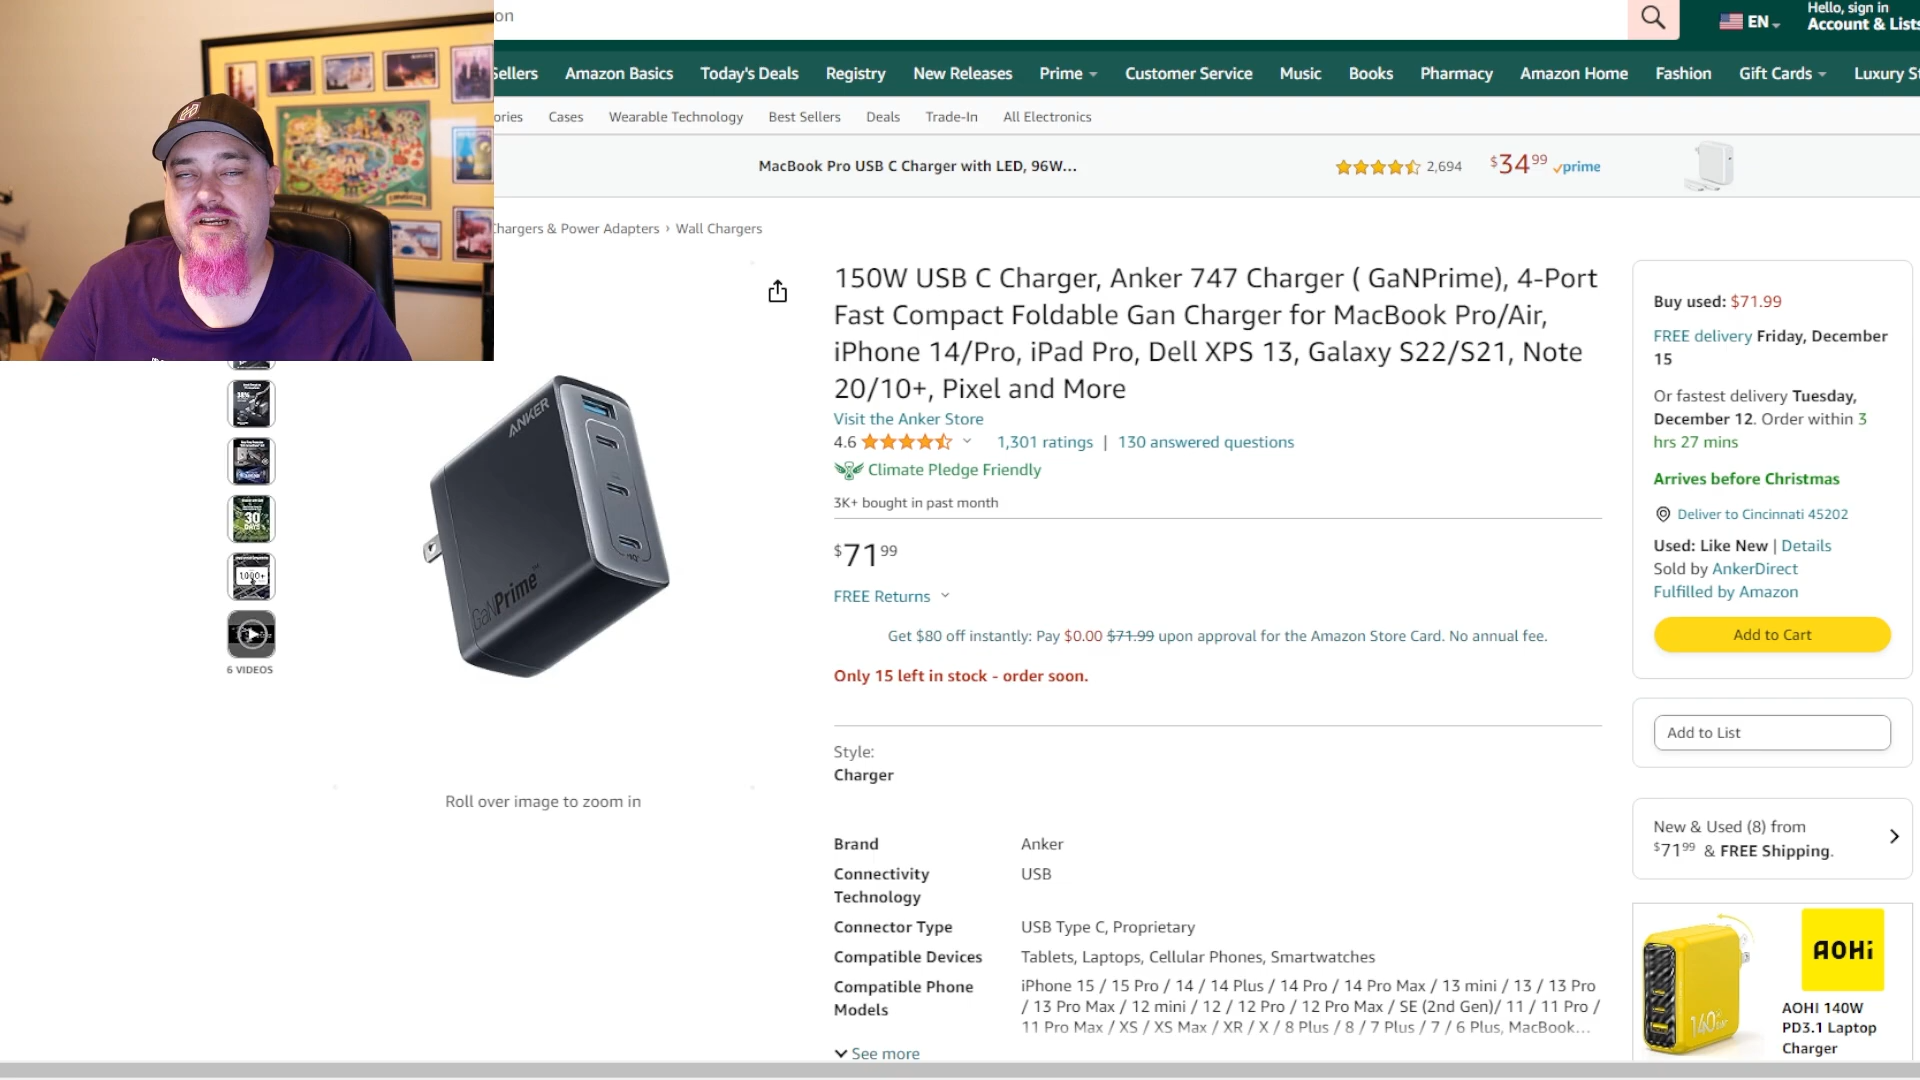 on
EN
Hello, sign in
Account & Lists
Sellers Amazon Basics Today's Deals Registry New Releases Prime Customer Service Music Books Pharmacy Amazon Home Fashion Gift Cards Luxury St
ories Cases Wearable Technology Best Sellers Deals Trade-In All Electronics
MacBook Pro USB C Charger with LED, 96W... 2,694 $34 99 prime
Chargers & Power Adapters › Wall Chargers
150W USB C Charger, Anker 747 Charger ( GaNPrime), 4-Port
Fast Compact Foldable Gan Charger for MacBook Pro/Air,
iPhone 14/Pro, iPad Pro, Dell XPS 13, Galaxy S22/S21, Note
20/10+, Pixel and More
Visit the Anker Store
4.6 1,301 ratings | 130 answered questions
Climate Pledge Friendly
3K+ bought in past month
$71 99
FREE Returns
Get $80 off instantly: Pay $0.00 $71.99 upon approval for the Amazon Store Card. No annual fee.
Only 15 left in stock - order soon.
Style:
Charger
Brand Anker
Connectivity Technology USB
Connector Type USB Type C, Proprietary
Compatible Devices Tablets, Laptops, Cellular Phones, Smartwatches
Compatible Phone Models
iPhone 15 / 15 Pro / 14 / 14 Plus / 14 Pro / 14 Pro Max / 13 mini / 13 / 13 Pro
/ 13 Pro Max / 12 mini / 12 / 12 Pro / 12 Pro Max / SE (2nd Gen)/ 11 / 11 Pro /
11 Pro Max / XS / XS Max / XR / X / 8 Plus / 8 / 7 Plus / 7 / 6 Plus, MacBook...
See more
ANKER
GaNPrime
38%
30
DAYS
1,000+
6 VIDEOS
Roll over image to zoom in
Buy used: $71.99
FREE delivery Friday, December
15
Or fastest delivery Tuesday,
December 12. Order within 3
hrs 27 mins
Arrives before Christmas
Deliver to Cincinnati 45202
Used: Like New | Details
Sold by AnkerDirect
Fulfilled by Amazon
Add to Cart
Add to List
New & Used (8) from
$71 99 & FREE Shipping.
140W
AOHi
AOHI 140W
PD3.1 Laptop
Charger